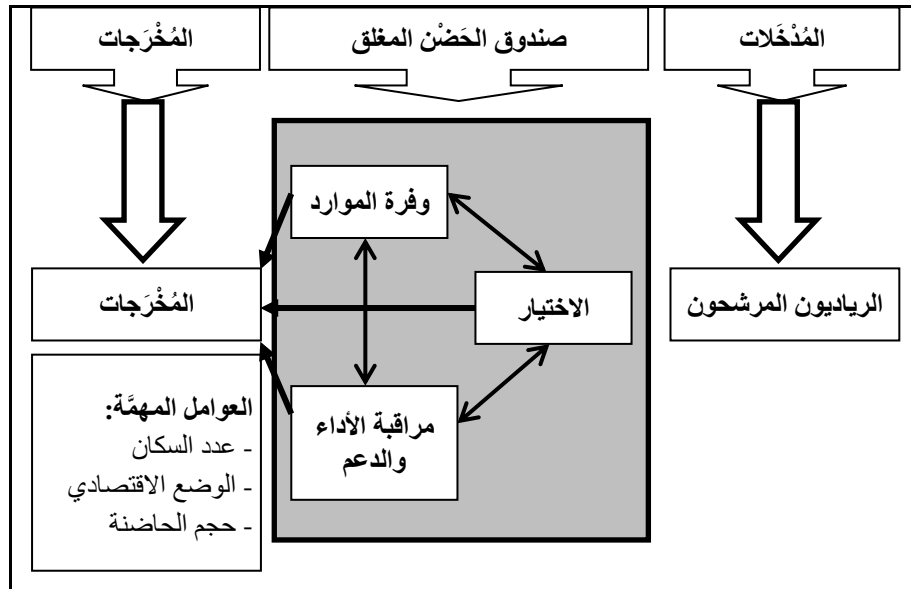 المُدْخَلات
صندوق الحَضْن المغلق
المُخْرَجات
وفرة الموارد
الاختيار
الرياديون المرشحون
المُخْرَجات
مراقبة الأداء
والدعم
العوامل المهمَّة:
- عدد السكان
- الوضع الاقتصادي
- حجم الحاضنة